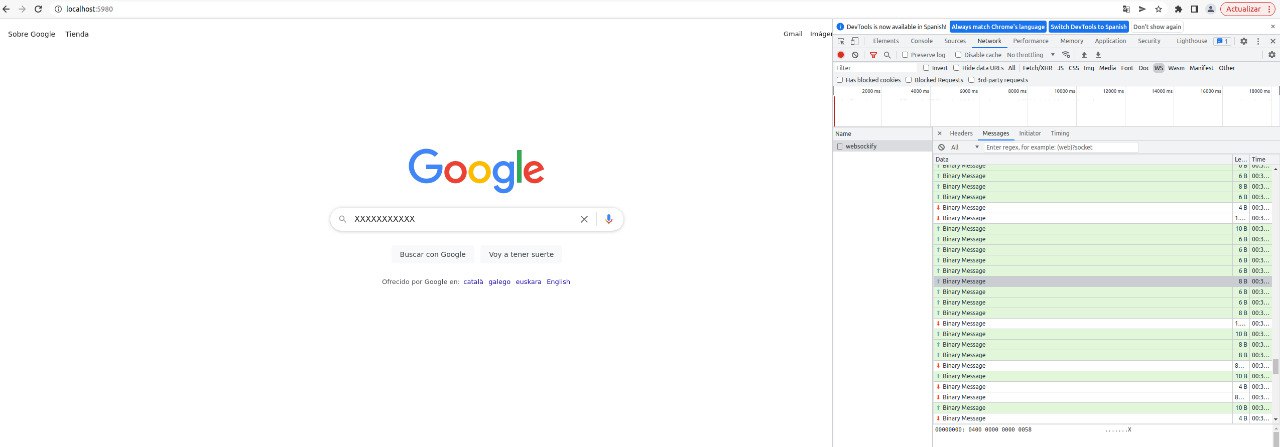 localhost:5980
Actualizar
Sobre Google Tienda
Gmail Imáger
DevTools is now available in Spanish! Always match Chrome's language Switch DevTools to Spanish Don't show again
Elements Console Sources Network Performance Memory Application Security Lighthouse 1
Preserve log Disable cache No throttling
Filter Invert Hide data URLs All Fetch/XHR JS CSS Img Media Font Doc WS Wasm Manifest Other
Has blocked cookies Blocked Requests 3rd-party requests
2000 ms 4000 ms 6000 ms 8000 ms 10000 ms 12000 ms 14000 ms 16000 ms 18000 ms
Name
websockify
Headers Messages Initiator Timing
All Enter regex, for example: (web)?socket
Data Le... Time
Binary Message 6 B 00:3...
Binary Message 6 B 00:3...
Binary Message 8 B 00:3...
Binary Message 6 B 00:3...
Binary Message 4 B 00:3...
Binary Message 1.... 00:3...
Binary Message 10 B 00:3...
Binary Message 6 B 00:3...
Binary Message 6 B 00:3...
Binary Message 6 B 00:3...
Binary Message 6 B 00:3...
Binary Message 8 B 00:3...
Binary Message 6 B 00:3...
Binary Message 6 B 00:3...
Binary Message 8 B 00:3...
Binary Message 1.... 00:3...
Binary Message 10 B 00:3...
Binary Message 8 B 00:3...
Binary Message 8 B 00:3...
Binary Message 8... 00:3...
Binary Message 10 B 00:3...
Binary Message 4 B 00:3...
Binary Message 8... 00:3...
Binary Message 10 B 00:3...
Binary Message 4 B 00:3...
00000000: 0400 0000 0000 0058 .......X
Google
XXXXXXXXXXX
Buscar con Google Voy a tener suerte
Ofrecido por Google en: català galego euskara English